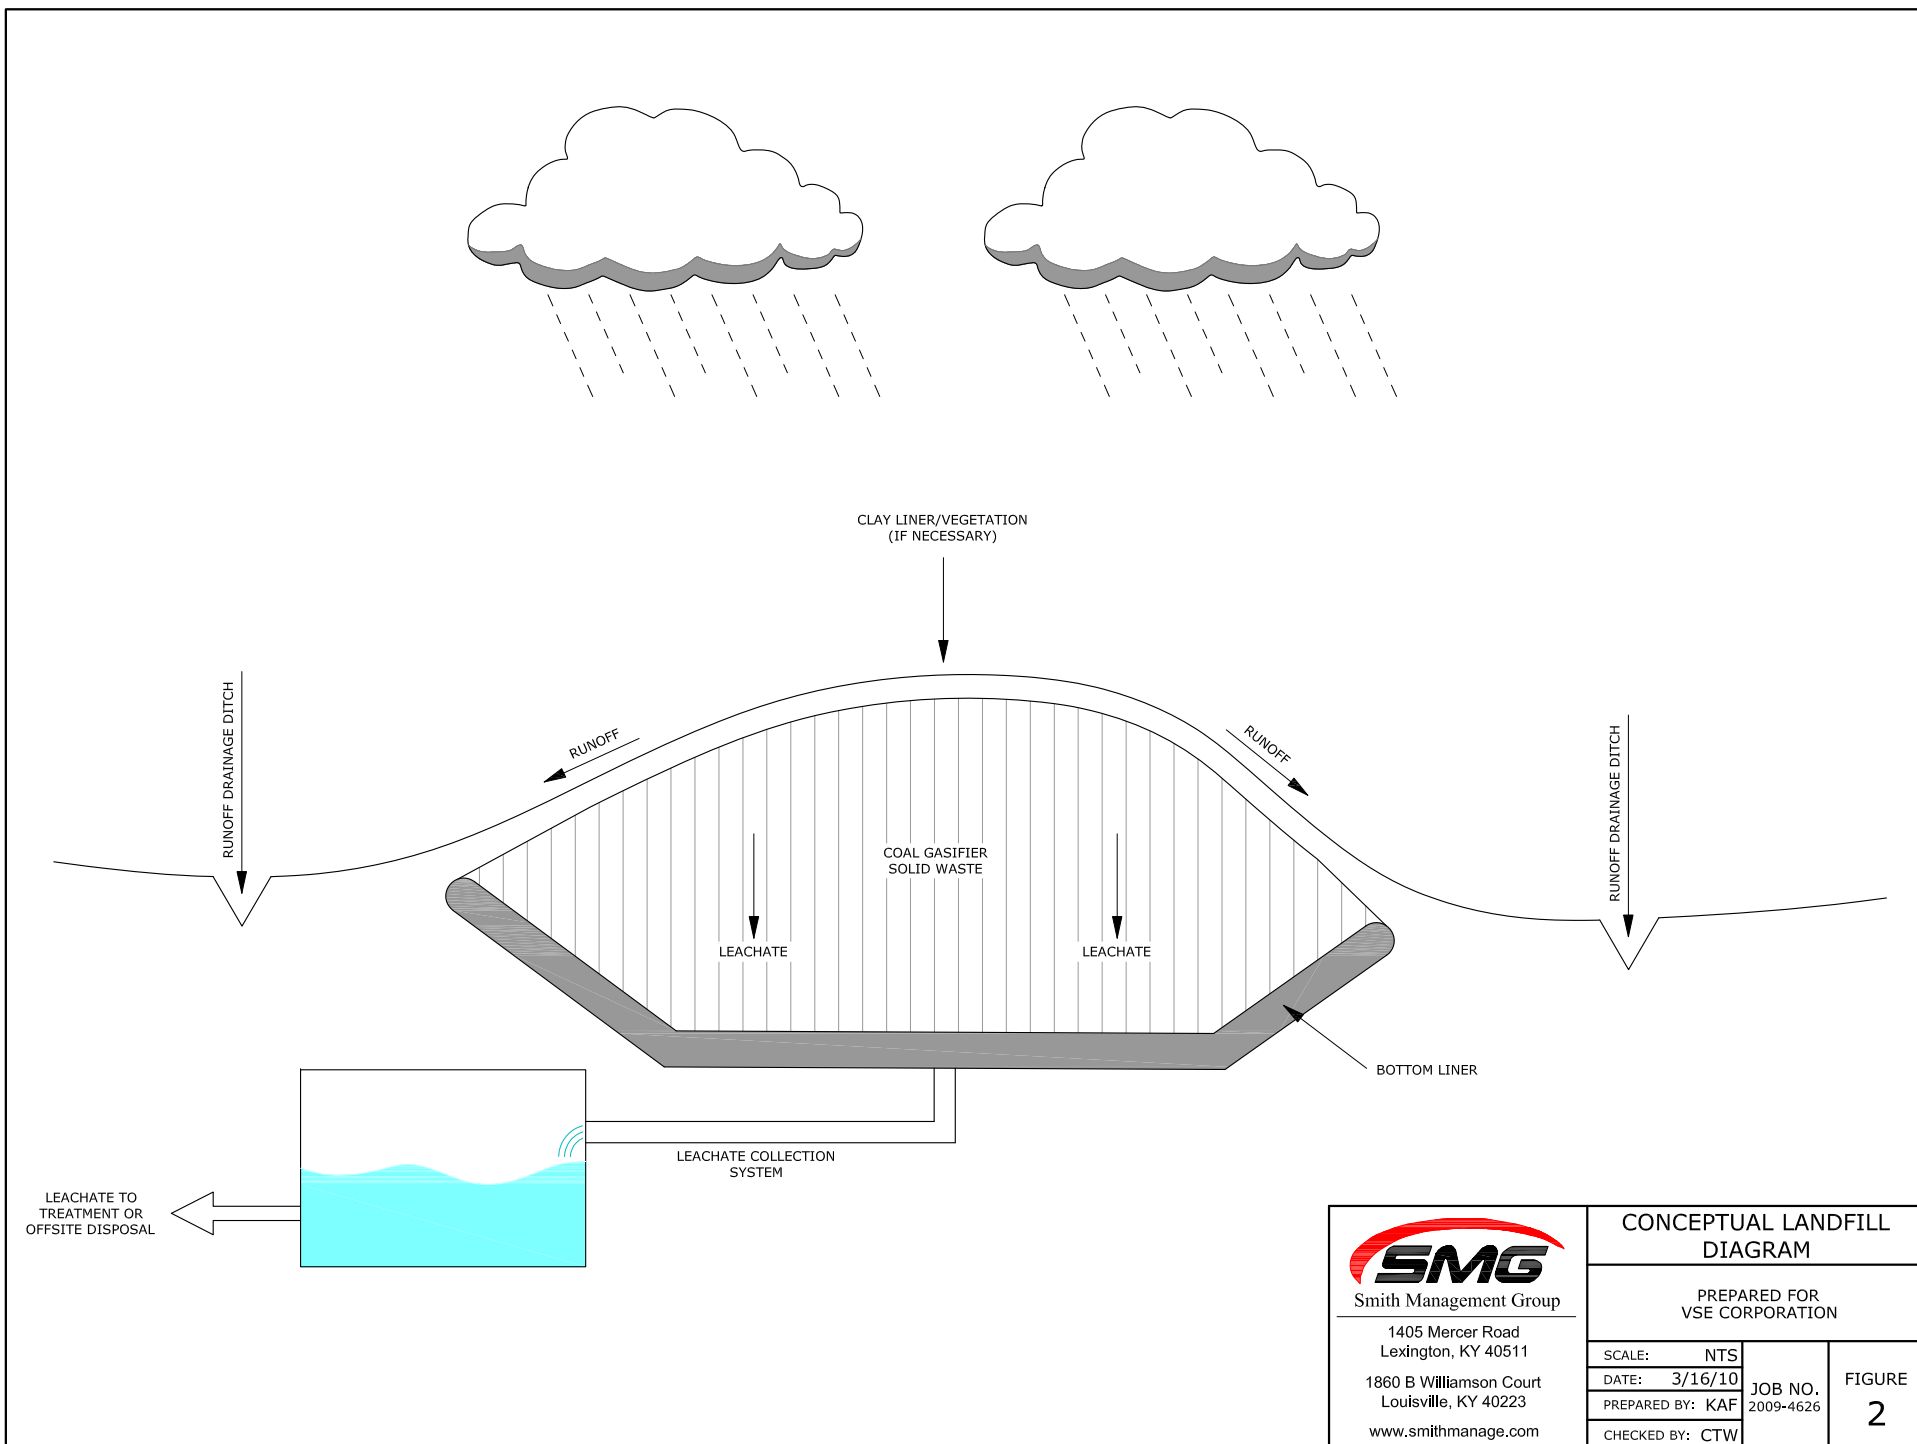 CLAY LINER/VEGETATION
(IF NECESSARY)
RUNOFF DRAINAGE DITCH
RUNOFF
RUNOFF
RUNOFF DRAINAGE DITCH
COAL GASIFIER
SOLID WASTE
LEACHATE
LEACHATE
BOTTOM LINER
LEACHATE COLLECTION
SYSTEM
LEACHATE TO
TREATMENT OR
OFFSITE DISPOSAL
SMG
Smith Management Group
1405 Mercer Road
Lexington, KY 40511
1860 B Williamson Court
Louisville, KY 40223
www.smithmanage.com
CONCEPTUAL LANDFILL
DIAGRAM
PREPARED FOR
VSE CORPORATION
SCALE: NTS
DATE: 3/16/10
PREPARED BY: KAF
CHECKED BY: CTW
JOB NO.
2009-4626
FIGURE
2